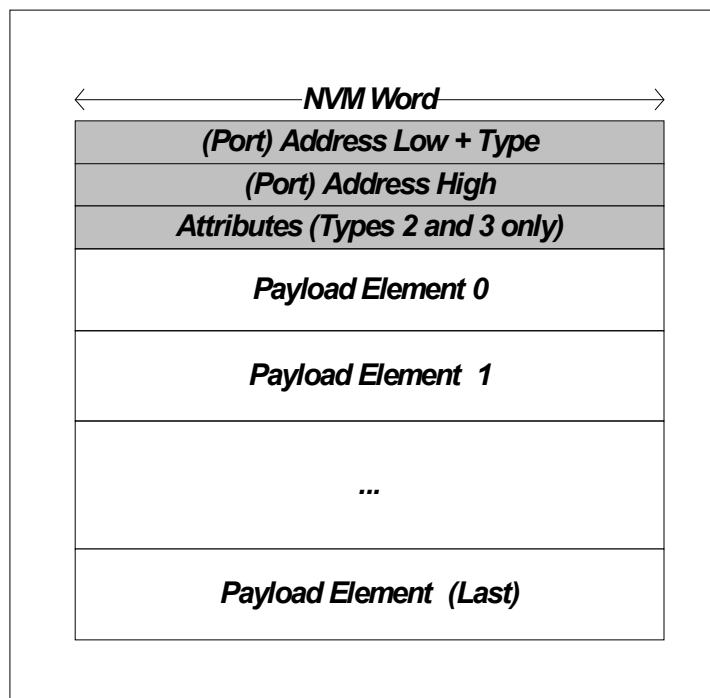 NVM Word
(Port) Address Low + Type
(Port) Address High
Attributes (Types 2 and 3 only)
Payload Element 0
Payload Element 1
...
Payload Element (Last)